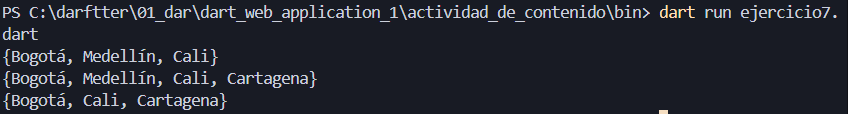 PS C:\darftter\01_dar\dart_web_application_1\actividad_de_contenido\bin> dart run ejercicio7.
dart
{Bogotá, Medellín, Cali}
{Bogotá, Medellín, Cali, Cartagena}
{Bogotá, Cali, Cartagena}